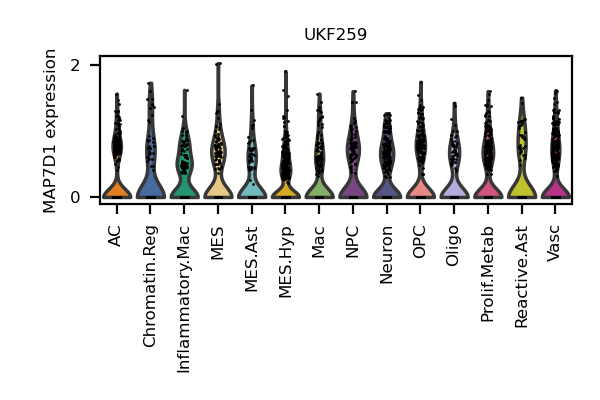 UKF259
MAP7D1 expression
2
0
AC
Chromatin.Reg
Inflammatory.Mac
MES
MES.Ast
MES.Hyp
Mac
NPC
Neuron
OPC
Oligo
Prolif.Metab
Reactive.Ast
Vasc